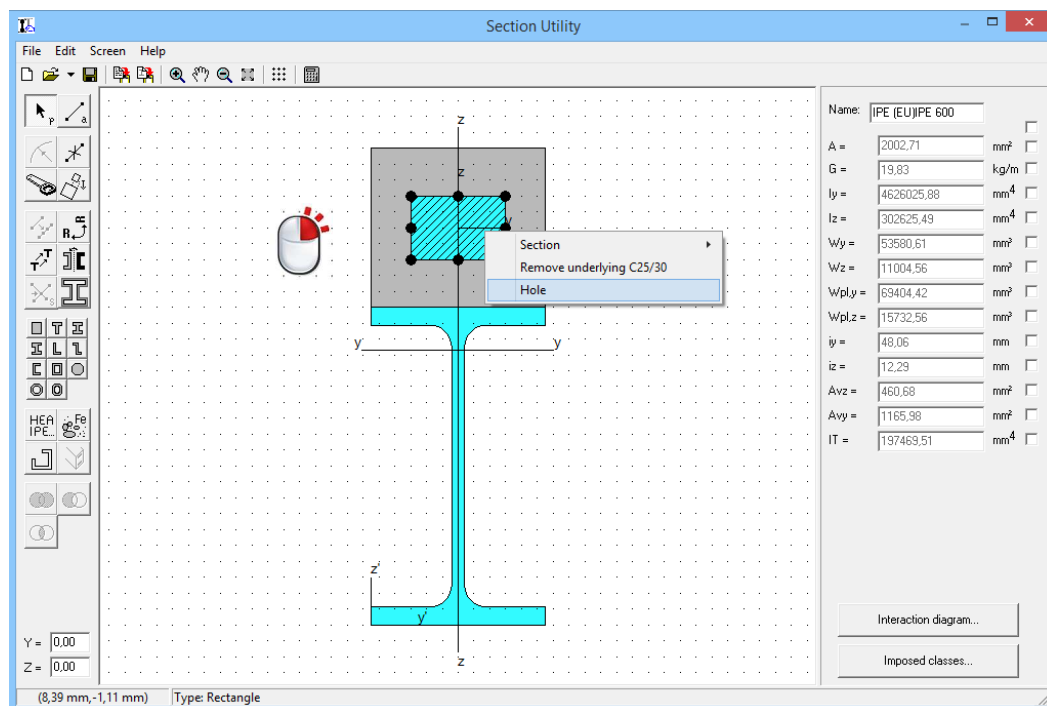 Section Utility
File Edit Screen Help
z
z
y
Section
Remove underlying C25/30
Hole
y
y
z'
y'
z
P
a
R
T T
S
T
L
HEA
IPE...
Fe
Y = 0,00
Z = 0,00
Name: IPE (EU)IPE 600
A = 2002,71 mm²
G = 19,83 kg/m
Iy = 4626025,88 mm4
Iz = 302625,49 mm4
Wy = 53580,61 mm³
Wz = 11004,56 mm³
Wpl,y = 69404,42 mm³
Wpl,z = 15732,56 mm³
iy = 48,06 mm
iz = 12,29 mm
Avz = 460,68 mm²
Avy = 1165,98 mm²
IT = 197469,51 mm4
Interaction diagram...
Imposed classes...
(8,39 mm,-1,11 mm) Type: Rectangle